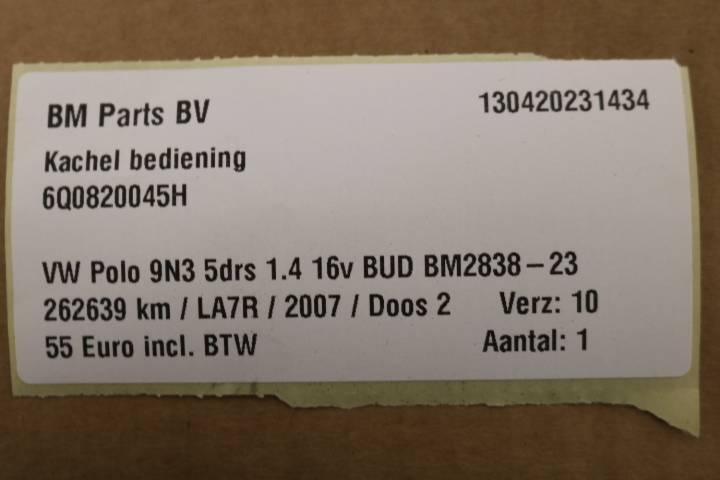 BM Parts BV 130420231434
Kachel bediening
6Q0820045H
VW Polo 9N3 5drs 1.4 16v BUD BM2838-23
262639 km / LA7R / 2007 / Doos 2 Verz: 10
55 Euro incl. BTW Aantal: 1